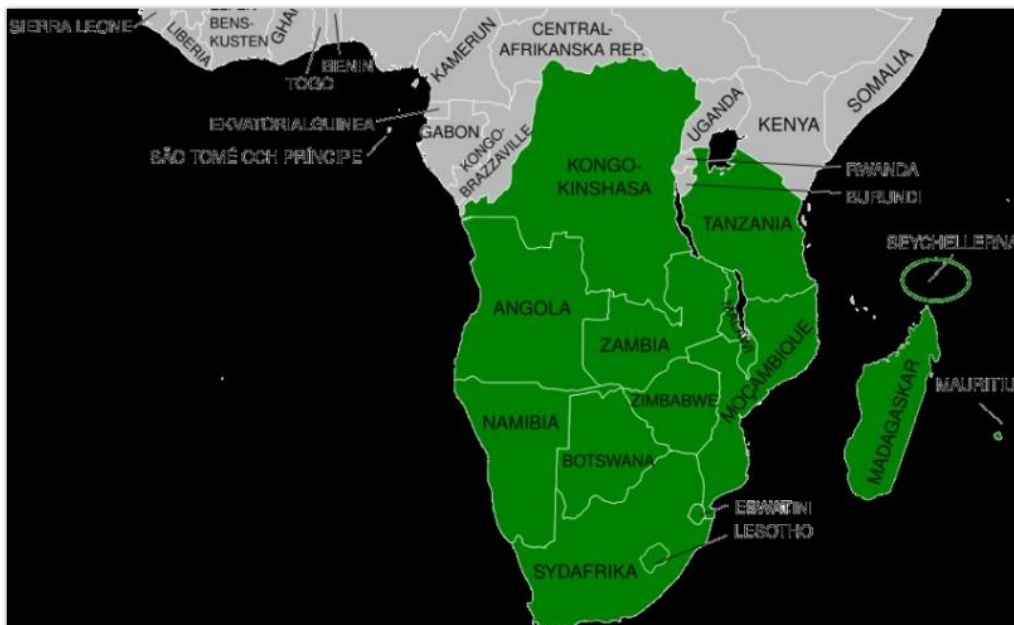 SIERRA LEONE
LIBERIA
BENS-
KUSTEN
TOGO
BENIN
KAMERUN
CENTRAL-
AFRIKANSKA REP.
SOMALIA
UGANDA
KENYA
EKVATORIALGUINEA
GABON
KONGO-
BRAZZAVILLE
SÃO TOMÉ OCH PRÍNCIPE
KONGO-
KINSHASA
RWANDA
BURUNDI
TANZANIA
SEYCHELLERNA
ANGOLA
ZAMBIA
MALAWI
MOÇAMBIQUE
ZIMBABWE
NAMIBIA
BOTSWANA
MADAGASKAR
MAURITIU
ESWATINI
LESOTHO
SYDAFRIKA